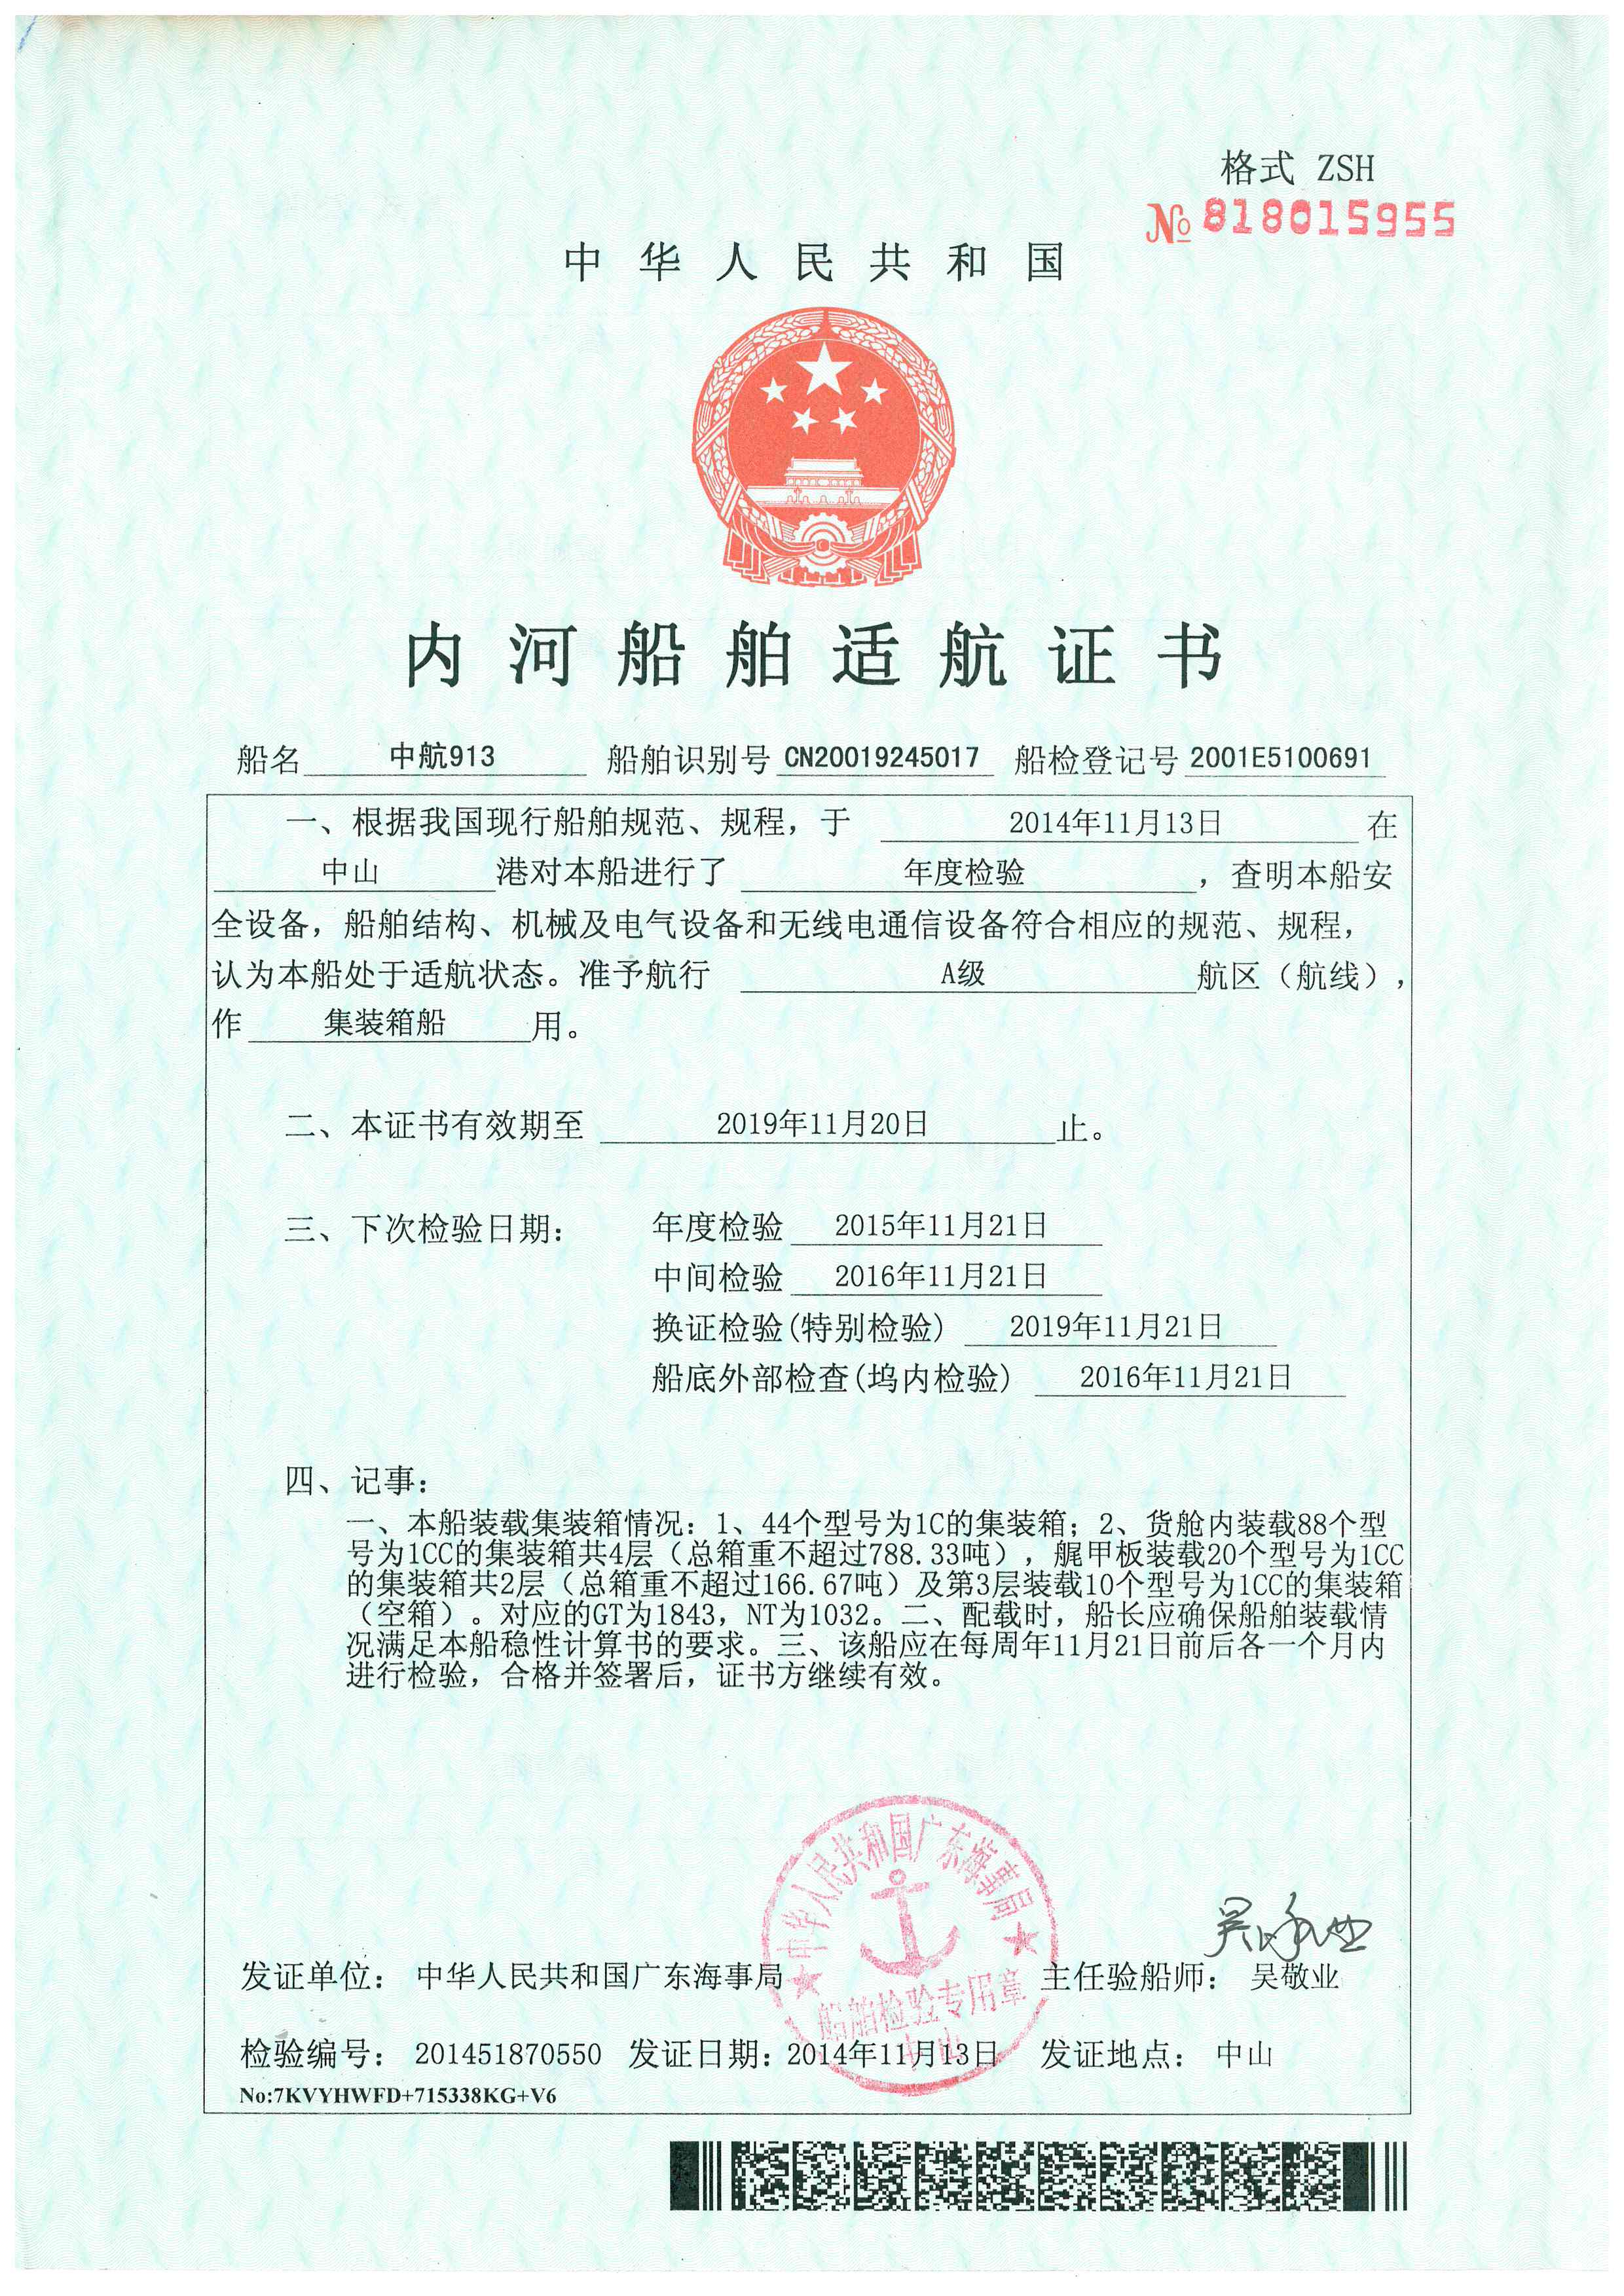 格式 ZSH
№ 818015955
中华人民共和国
内河船舶适航证书
船名 中航913 船舶识别号 CN20019245017 船检登记号 2001E5100691
一、根据我国现行船舶规范、规程，于 2014年11月13日 在
中山 港对本船进行了 年度检验 ，查明本船安
全设备，船舶结构、机械及电气设备和无线电通信设备符合相应的规范、规程，
认为本船处于适航状态。准予航行 A级 航区（航线），
作 集装箱船 用。
二、本证书有效期至 2019年11月20日 止。
三、下次检验日期： 年度检验 2015年11月21日
中间检验 2016年11月21日
换证检验(特别检验) 2019年11月21日
船底外部检查(坞内检验) 2016年11月21日
四、记事：
一、本船装载集装箱情况：1、44个型号为1C的集装箱；2、货舱内装载88个型
号为1CC的集装箱共4层（总箱重不超过788.33吨），艉甲板装载20个型号为1CC
的集装箱共2层（总箱重不超过166.67吨）及第3层装载10个型号为1CC的集装箱
（空箱）。对应的GT为1843，NT为1032。二、配载时，船长应确保船舶装载情
况满足本船稳性计算书的要求。三、该船应在每周年11月21日前后各一个月内
进行检验，合格并签署后，证书方继续有效。
中华人民共和国广东海事局
船舶检验专用章
中山
吴敬业
发证单位： 中华人民共和国广东海事局 主任验船师： 吴敬业
检验编号： 201451870550 发证日期：2014年11月13日 发证地点： 中山
No:7KVYHWFD+715338KG+V6